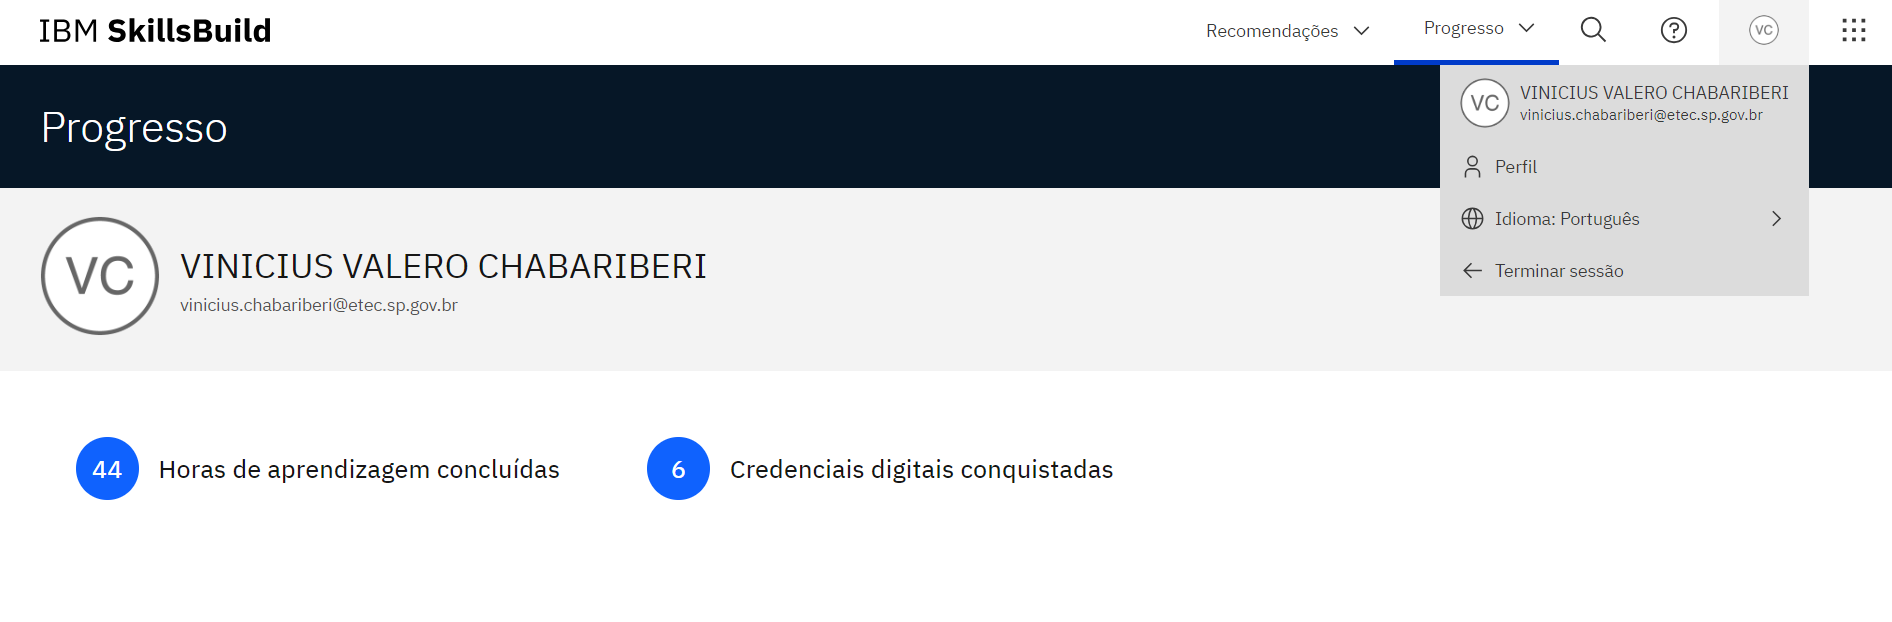 IBM SkillsBuild
Recomendações
Progresso
VC
Progresso
VC
VINICIUS VALERO CHABARIBERI
vinicius.chabariberi@etec.sp.gov.br
Perfil
Idioma: Português
Terminar sessão
VC
VINICIUS VALERO CHABARIBERI
vinicius.chabariberi@etec.sp.gov.br
44 Horas de aprendizagem concluídas
6 Credenciais digitais conquistadas